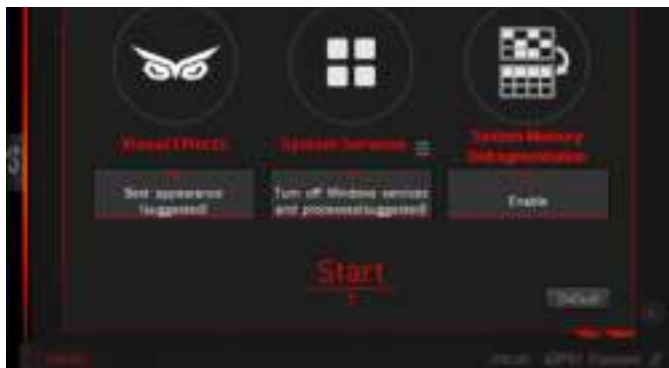 Visual Effects
System Services
System Memory
Defragmentation
Best appearance
(suggested)
Turn off Windows services
and processes(suggested)
Enable
Start
Default